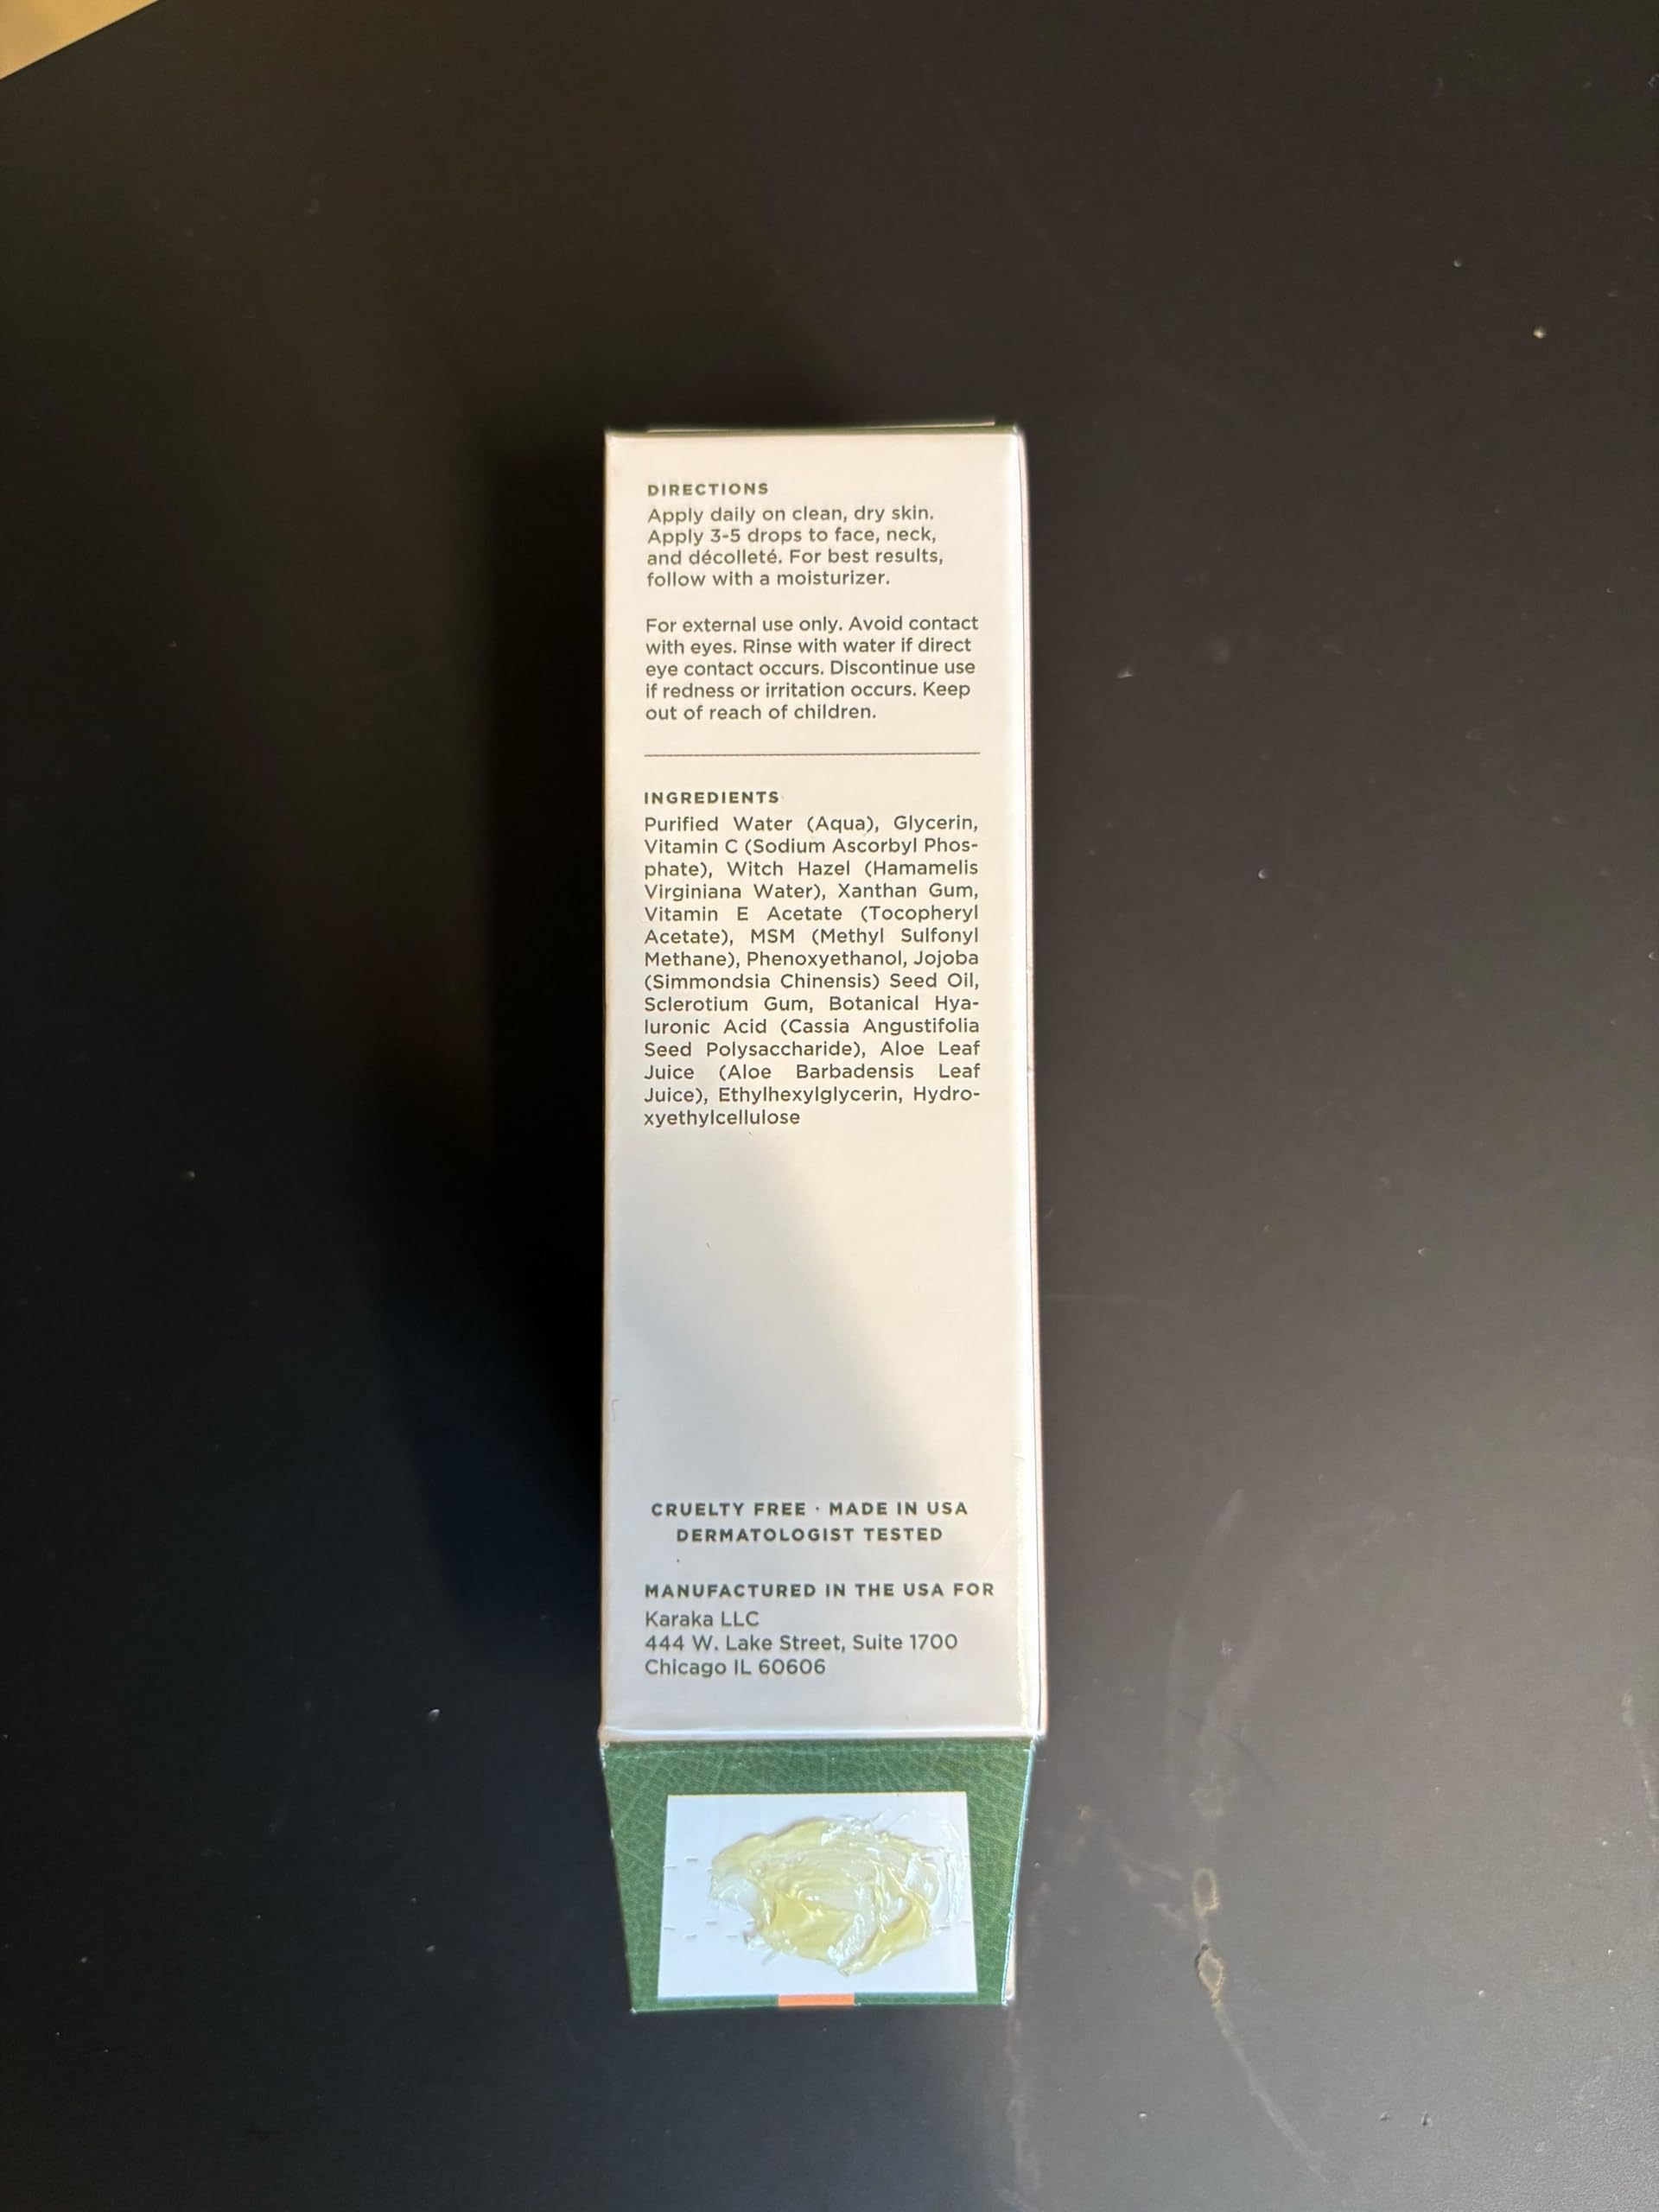 DIRECTIONS
Apply daily on clean, dry skin.
Apply 3-5 drops to face, neck,
and décolleté. For best results,
follow with a moisturizer.
For external use only. Avoid contact
with eyes. Rinse with water if direct
eye contact occurs. Discontinue use
if redness or irritation occurs. Keep
out of reach of children.
INGREDIENTS
Purified Water (Aqua), Glycerin,
Vitamin C (Sodium Ascorbyl Phos-
phate), Witch Hazel (Hamamelis
Virginiana Water), Xanthan Gum,
Vitamin E Acetate (Tocopheryl
Acetate), MSM (Methyl Sulfonyl
Methane), Phenoxyethanol, Jojoba
(Simmondsia Chinensis) Seed Oil,
Sclerotium Gum, Botanical Hya-
luronic Acid (Cassia Angustifolia
Seed Polysaccharide), Aloe Leaf
Juice (Aloe Barbadensis Leaf
Juice), Ethylhexylglycerin, Hydro-
xyethylcellulose
CRUELTY FREE · MADE IN USA
DERMATOLOGIST TESTED
MANUFACTURED IN THE USA FOR
Karaka LLC
444 W. Lake Street, Suite 1700
Chicago IL 60606